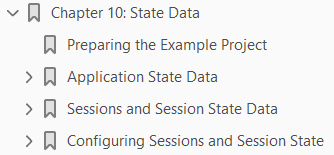 Chapter 10: State Data
Preparing the Example Project
Application State Data
Sessions and Session State Data
Configuring Sessions and Session State